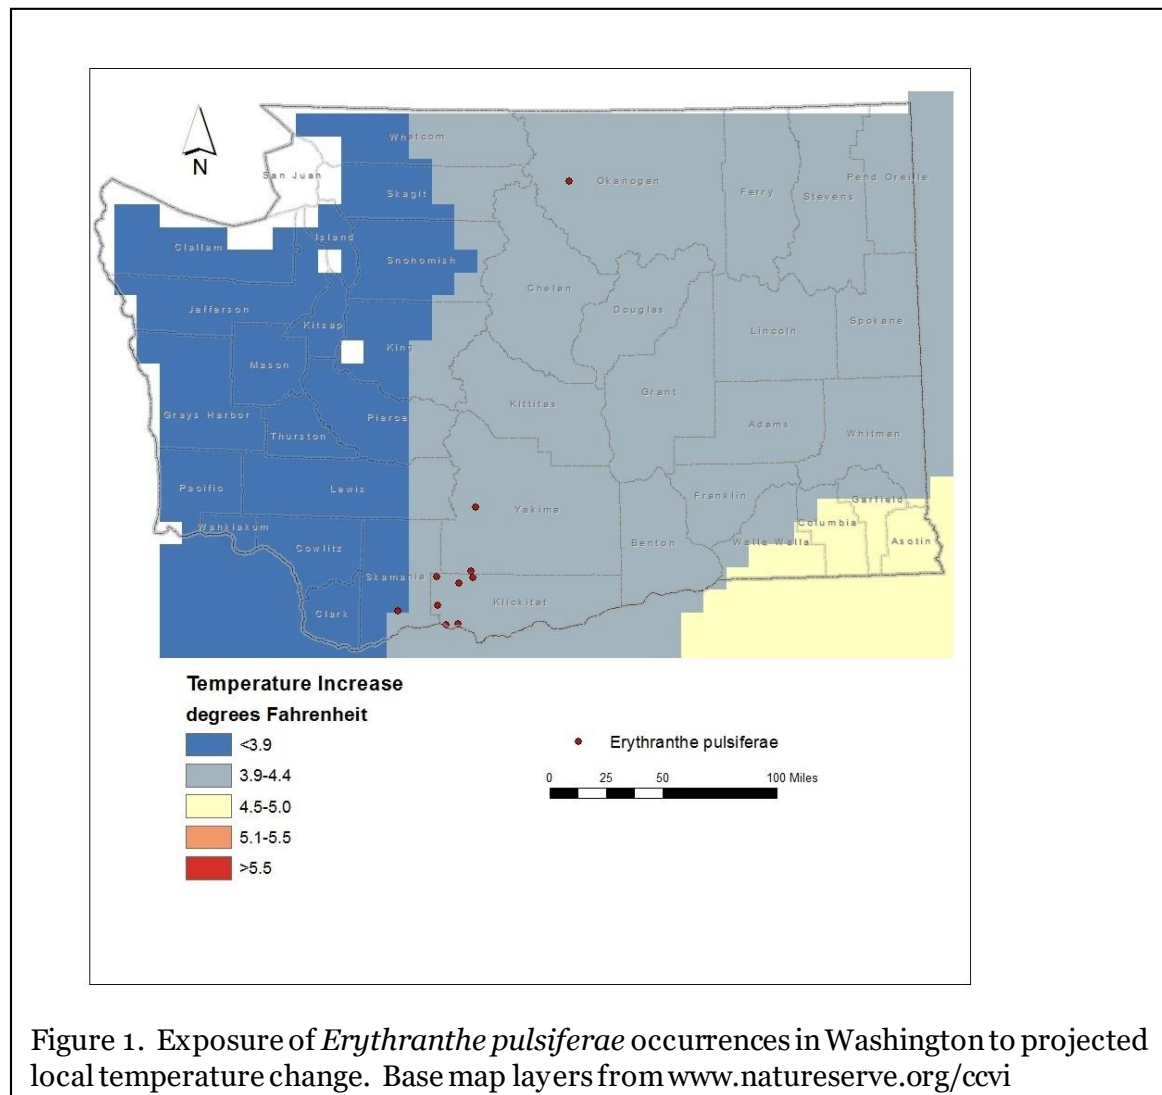 N
San Juan
Whatcom
Skagit
Okanogan
Ferry
Stevens
Pend Oreille
Clallam
Island
Snohomish
Chelan
Jefferson
Kitsap
Douglas
Lincoln
Spokane
King
Mason
Grays Harbor
Thurston
Pierce
Kittitas
Grant
Adams
Whitman
Pacific
Lewis
Yakima
Franklin
Garfield
Columbia
Wahkiakum
Cowlitz
Benton
Walla Walla
Asotin
Skamania
Clark
Klickitat
Temperature Increase
degrees Fahrenheit
<3.9
3.9-4.4
4.5-5.0
5.1-5.5
>5.5
Erythranthe pulsiferae
0 25 50 100 Miles
Figure 1. Exposure of Erythranthe pulsiferae occurrences in Washington to projected
local temperature change. Base map layers from www.natureserve.org/ccvi